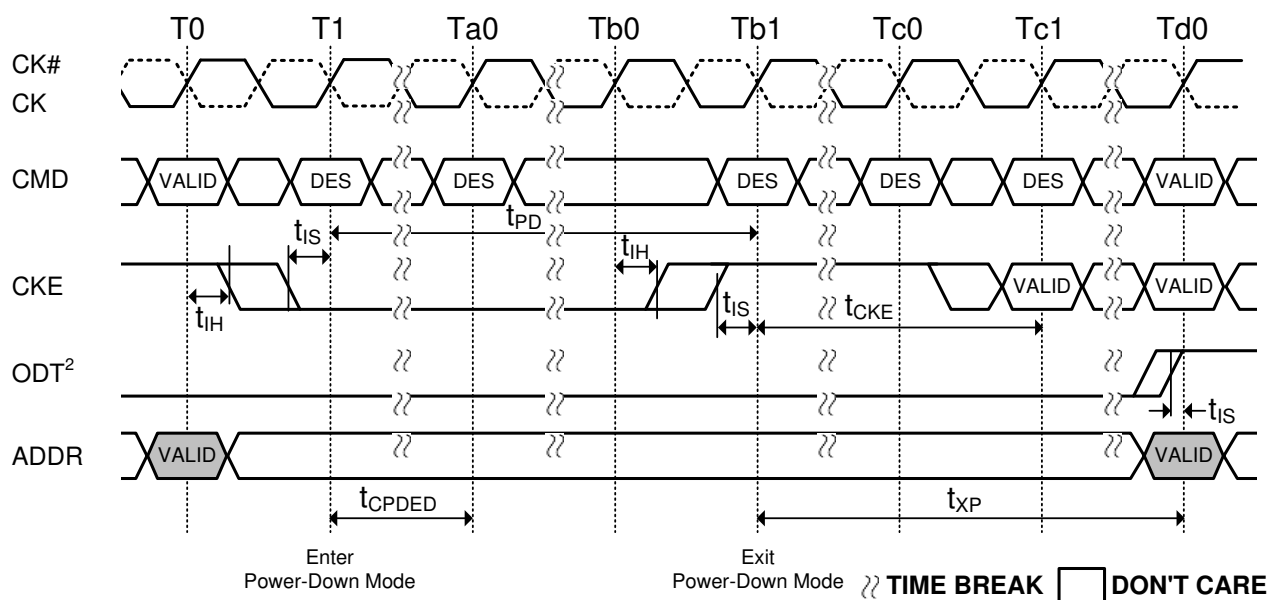 T0 T1 Ta0 Tb0 Tb1 Tc0 Tc1 Td0
CK#
CK
CMD VALID DES DES DES DES DES VALID
tIS tPD tIH
CKE VALID VALID
tIH tIS tCKE
ODT²
tIS
ADDR VALID VALID
tCPDED tXP
Enter
Power-Down Mode
Exit
Power-Down Mode
TIME BREAK DON'T CARE